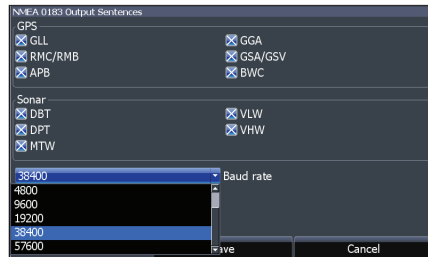 NMEA 0183 Output Sentences
GPS
GLL GGA
RMC/RMB GSA/GSV
APB BWC
Sonar
DBT VLW
DPT VHW
MTW
38400 Baud rate
4800
9600
19200
38400
57600
Cancel